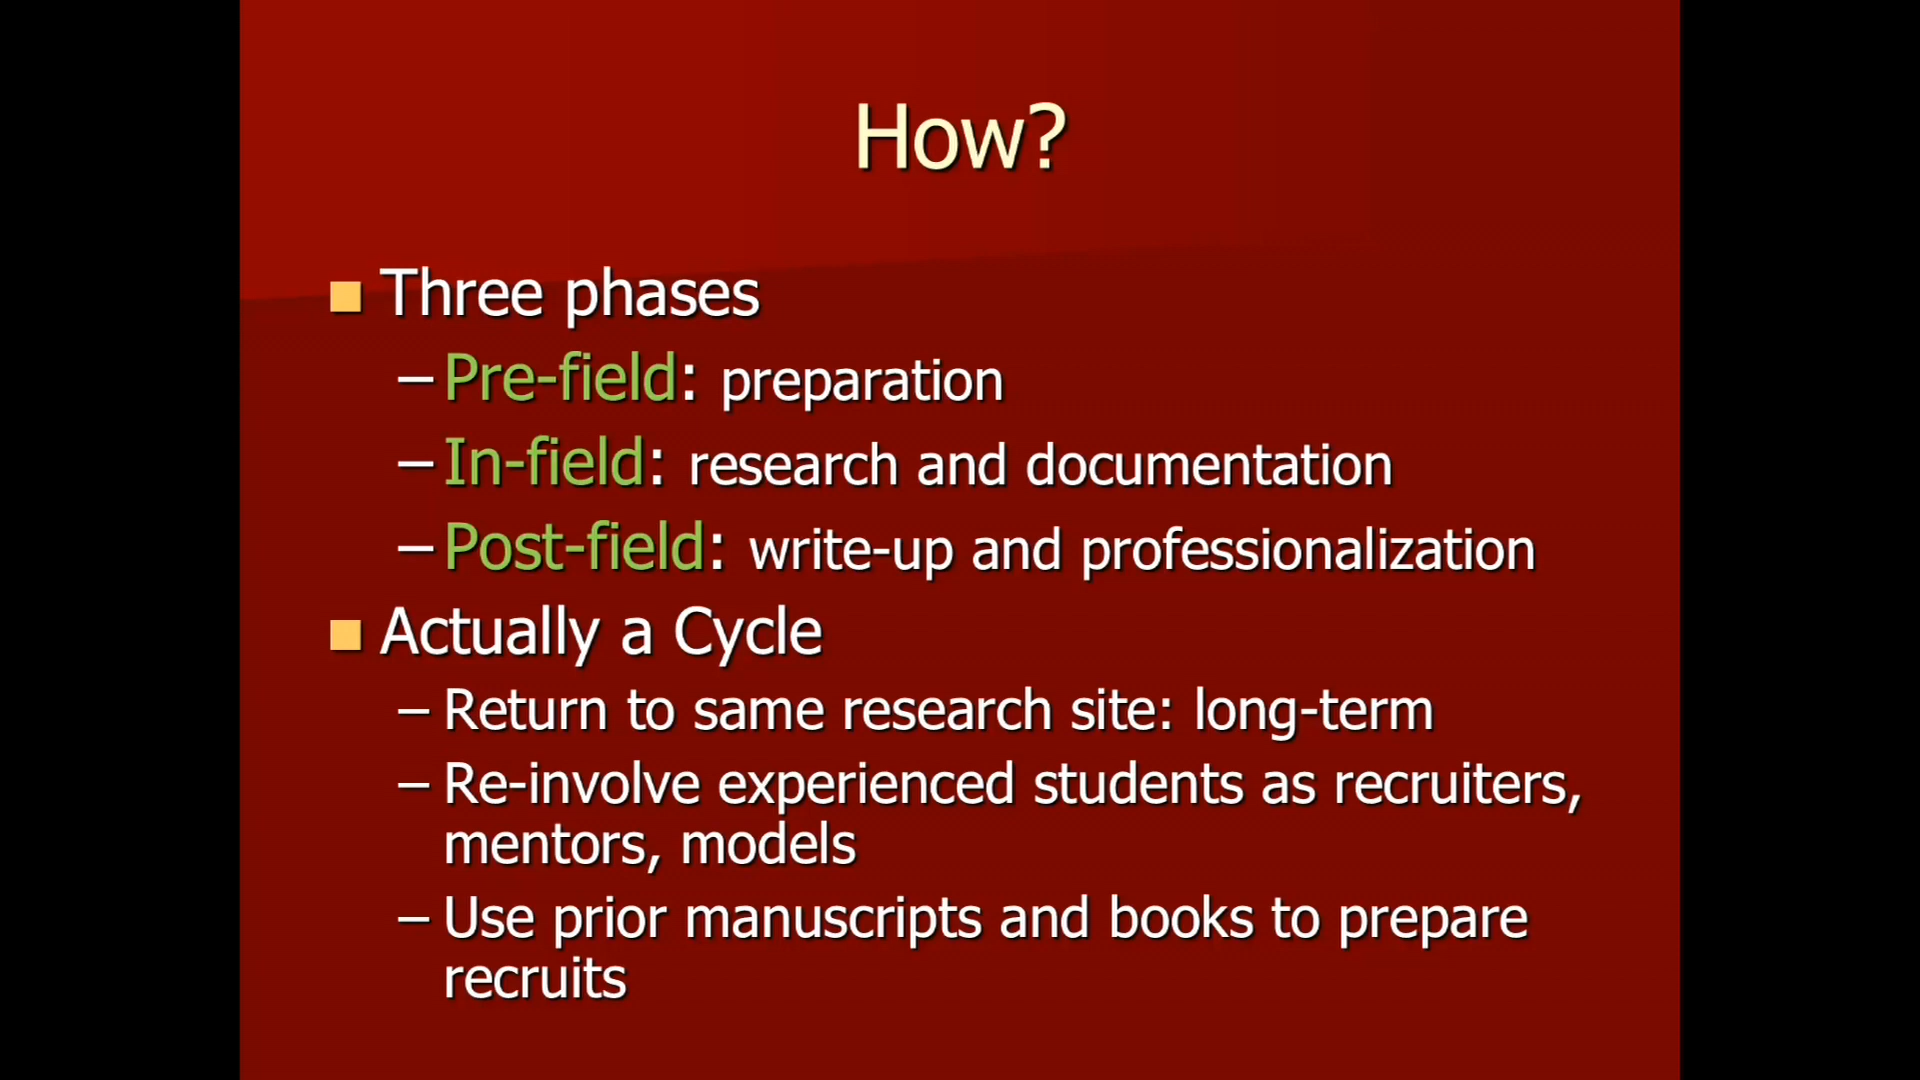 How?
Three phases
–Pre-field: preparation
–In-field: research and documentation
–Post-field: write-up and professionalization
Actually a Cycle
–Return to same research site: long-term
–Re-involve experienced students as recruiters,
mentors, models
–Use prior manuscripts and books to prepare
recruits